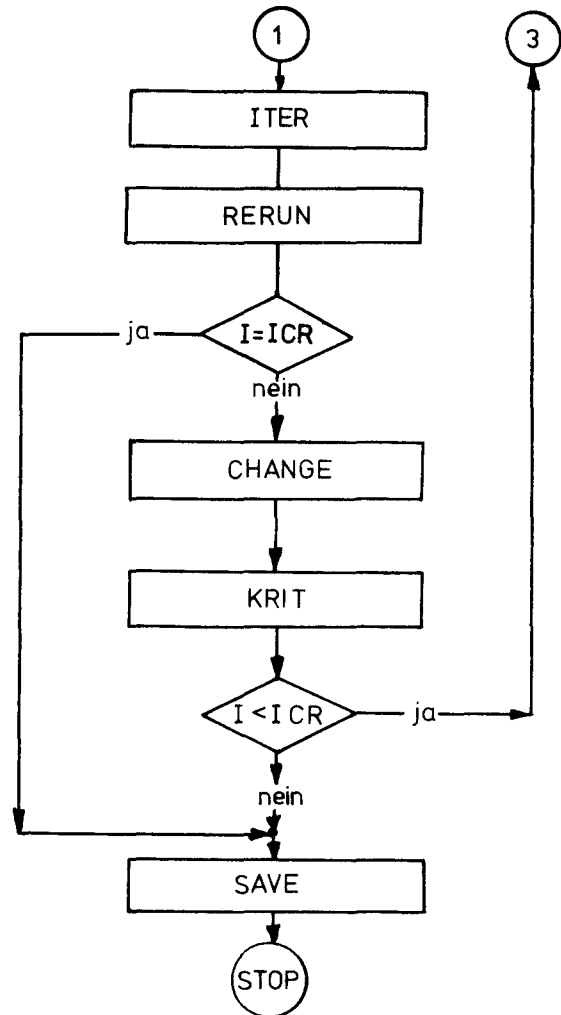 1
3
ITER
RERUN
I=ICR
ja
nein
CHANGE
KRIT
I<ICR
ja
nein
SAVE
STOP